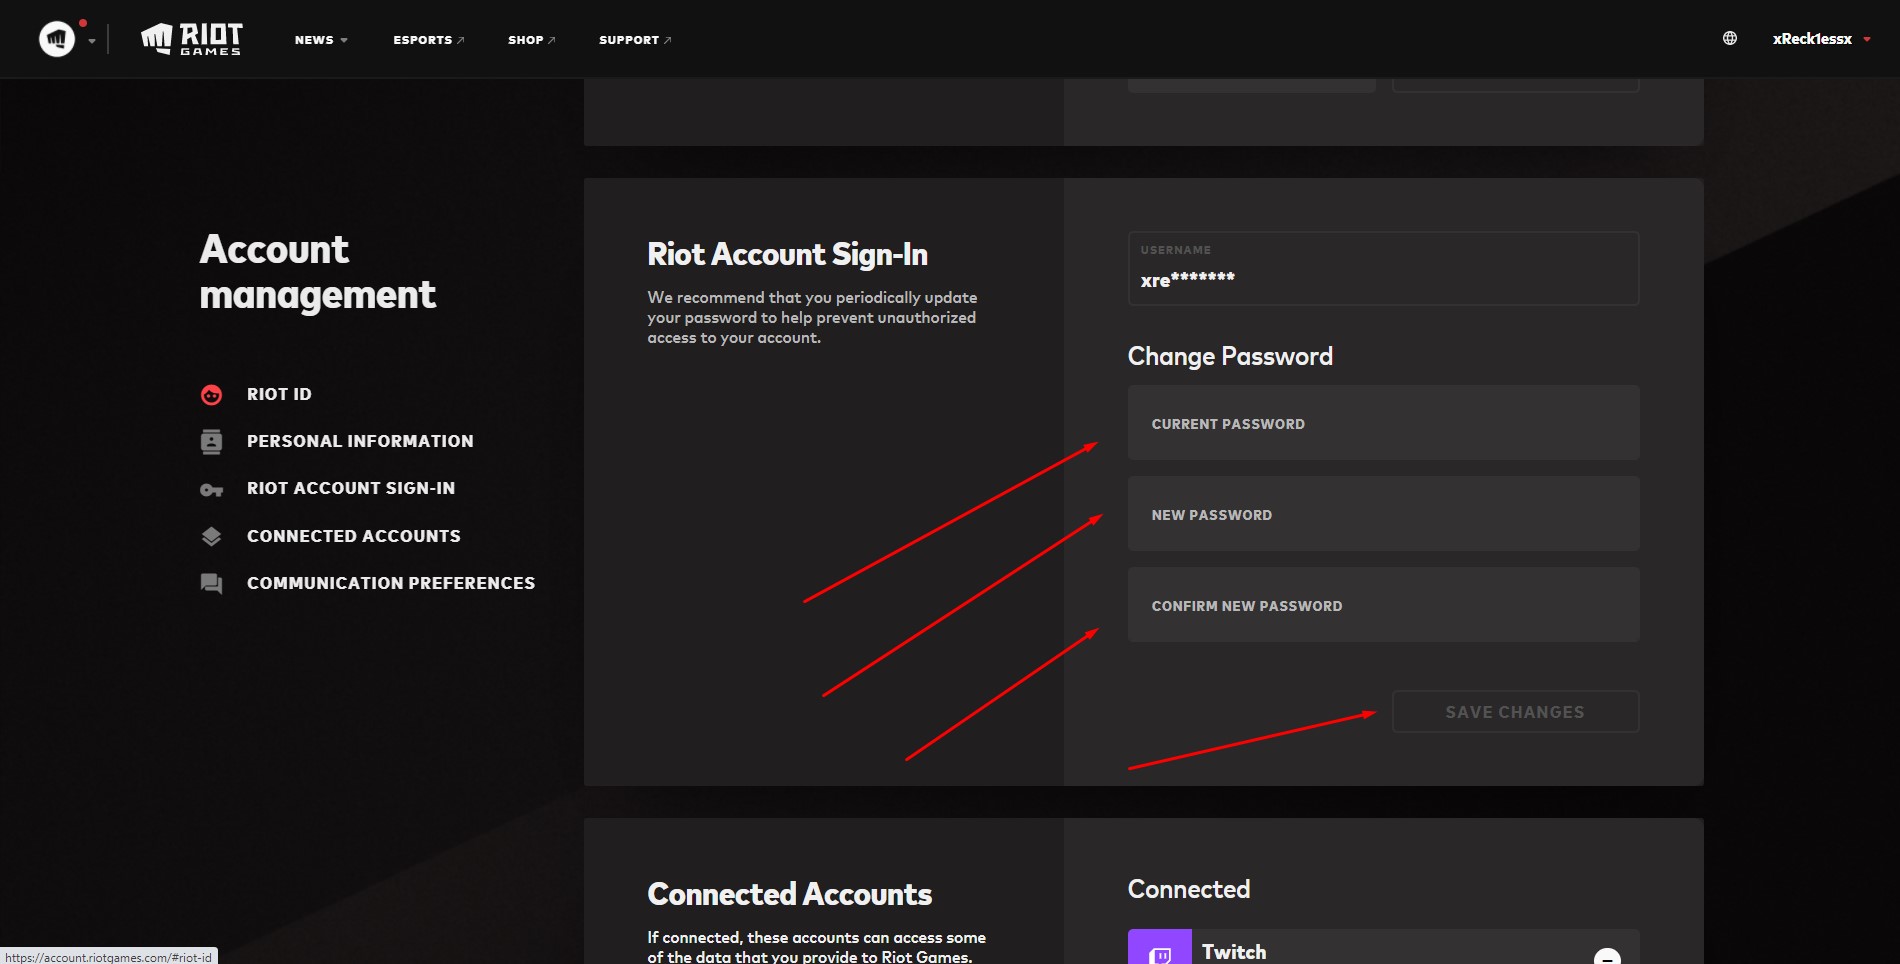 RIOT
GAMES
NEWS
ESPORTS
SHOP
SUPPORT
xReck1essx
Account
management
RIOT ID
PERSONAL INFORMATION
RIOT ACCOUNT SIGN-IN
CONNECTED ACCOUNTS
COMMUNICATION PREFERENCES
Riot Account Sign-In
We recommend that you periodically update
your password to help prevent unauthorized
access to your account.
USERNAME
xre*******
Change Password
CURRENT PASSWORD
NEW PASSWORD
CONFIRM NEW PASSWORD
SAVE CHANGES
Connected Accounts
If connected, these accounts can access some
of the data that you provide to Riot Games.
Connected
Twitch
https://account.riotgames.com/#riot-id